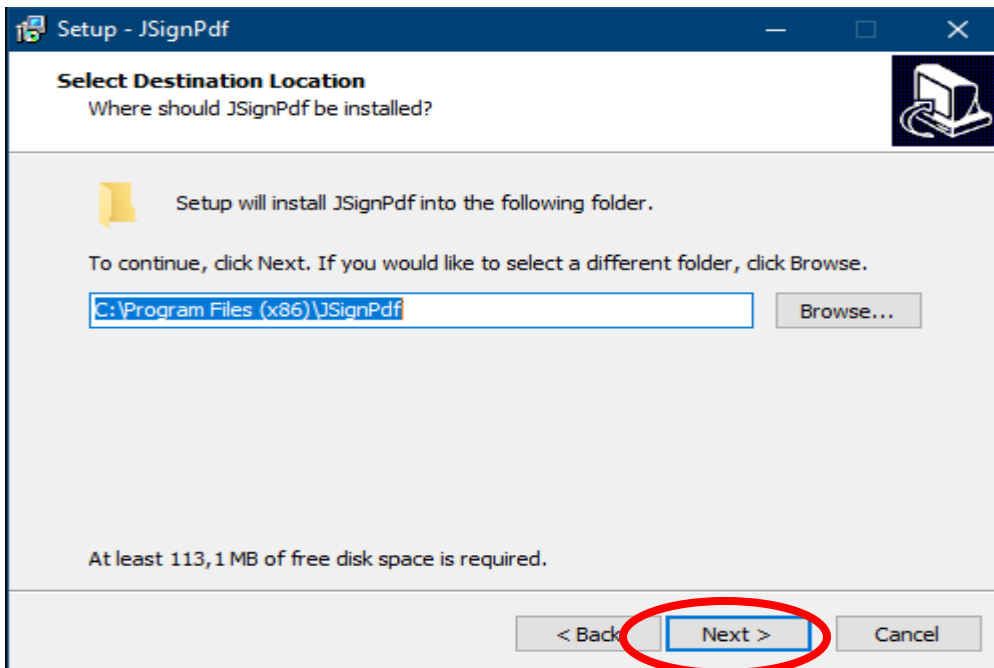 Setup - JSignPdf
Select Destination Location
Where should JSignPdf be installed?
Setup will install JSignPdf into the following folder.
To continue, click Next. If you would like to select a different folder, click Browse.
C:\Program Files (x86)\JSignPdf
Browse...
At least 113,1 MB of free disk space is required.
< Back
Next >
Cancel